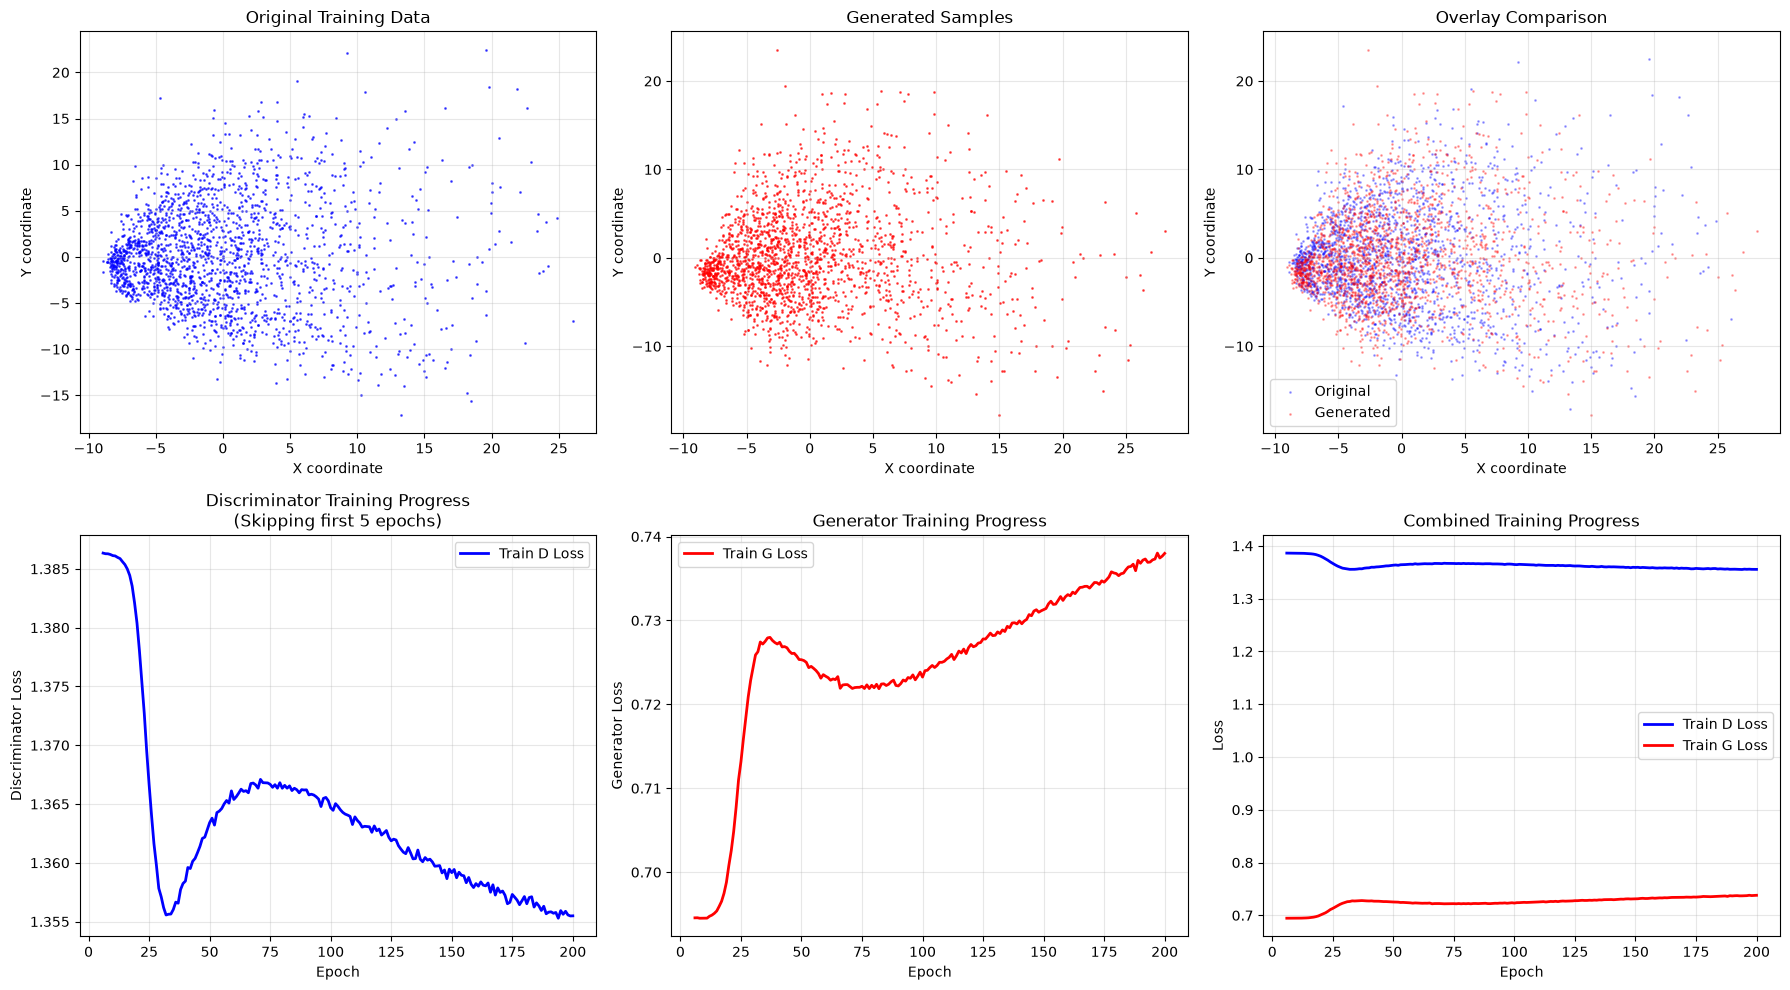 Original Training Data
Y coordinate
20
15
10
5
0
−5
−10
−15
−10 −5 0 5 10 15 20 25
X coordinate
Generated Samples
Y coordinate
20
10
0
−10
−10 −5 0 5 10 15 20 25
X coordinate
Overlay Comparison
Y coordinate
20
10
0
−10
Original
Generated
−10 −5 0 5 10 15 20 25
X coordinate
Discriminator Training Progress
(Skipping first 5 epochs)
Train D Loss
Discriminator Loss
1.385
1.380
1.375
1.370
1.365
1.360
1.355
0 25 50 75 100 125 150 175 200
Epoch
Generator Training Progress
Train G Loss
Generator Loss
0.74
0.73
0.72
0.71
0.70
0 25 50 75 100 125 150 175 200
Epoch
Combined Training Progress
Loss
1.4
1.3
1.2
1.1
1.0
0.9
0.8
0.7
Train D Loss
Train G Loss
0 25 50 75 100 125 150 175 200
Epoch